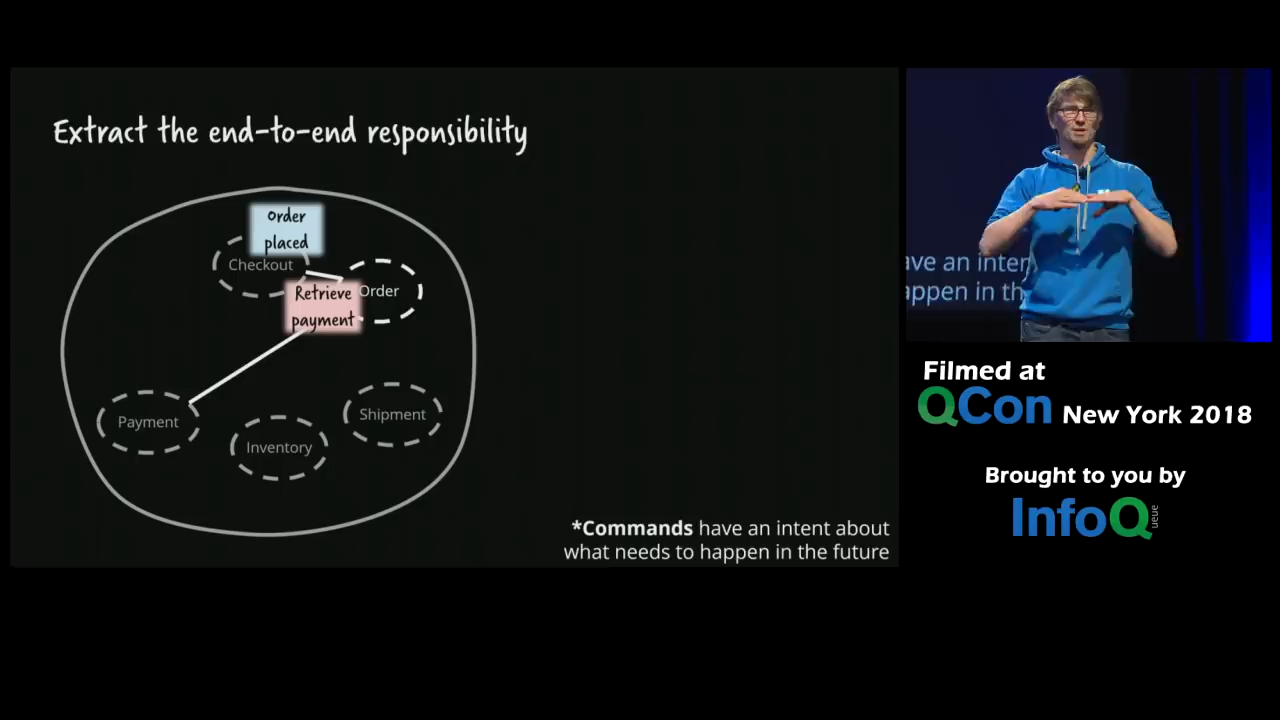 Extract the end-to-end responsibility
Order
placed
Checkout
Retrieve
payment
Order
Payment
Inventory
Shipment
*Commands have an intent about
what needs to happen in the future
ave an inten
appen in th
Filmed at
QCon New York 2018
Brought to you by
InfoQ
ueue